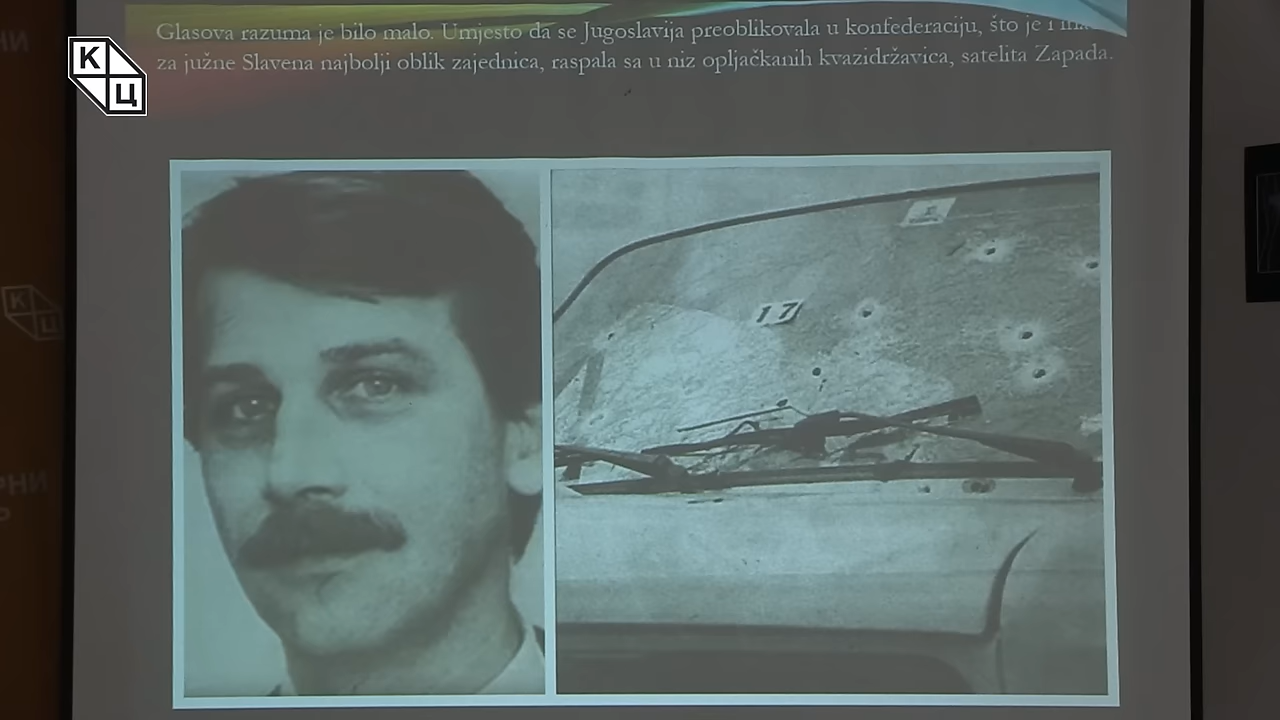 Glasova razuma je bilo malo. Umjesto da se Jugoslavija preoblikovala u konfederaciju, što je i
za južne Slavena najbolji oblik zajednica, raspala sa u niz opljačkanih kvazidržavica, satelita Zapada.
К
Ц
17
К
Ц